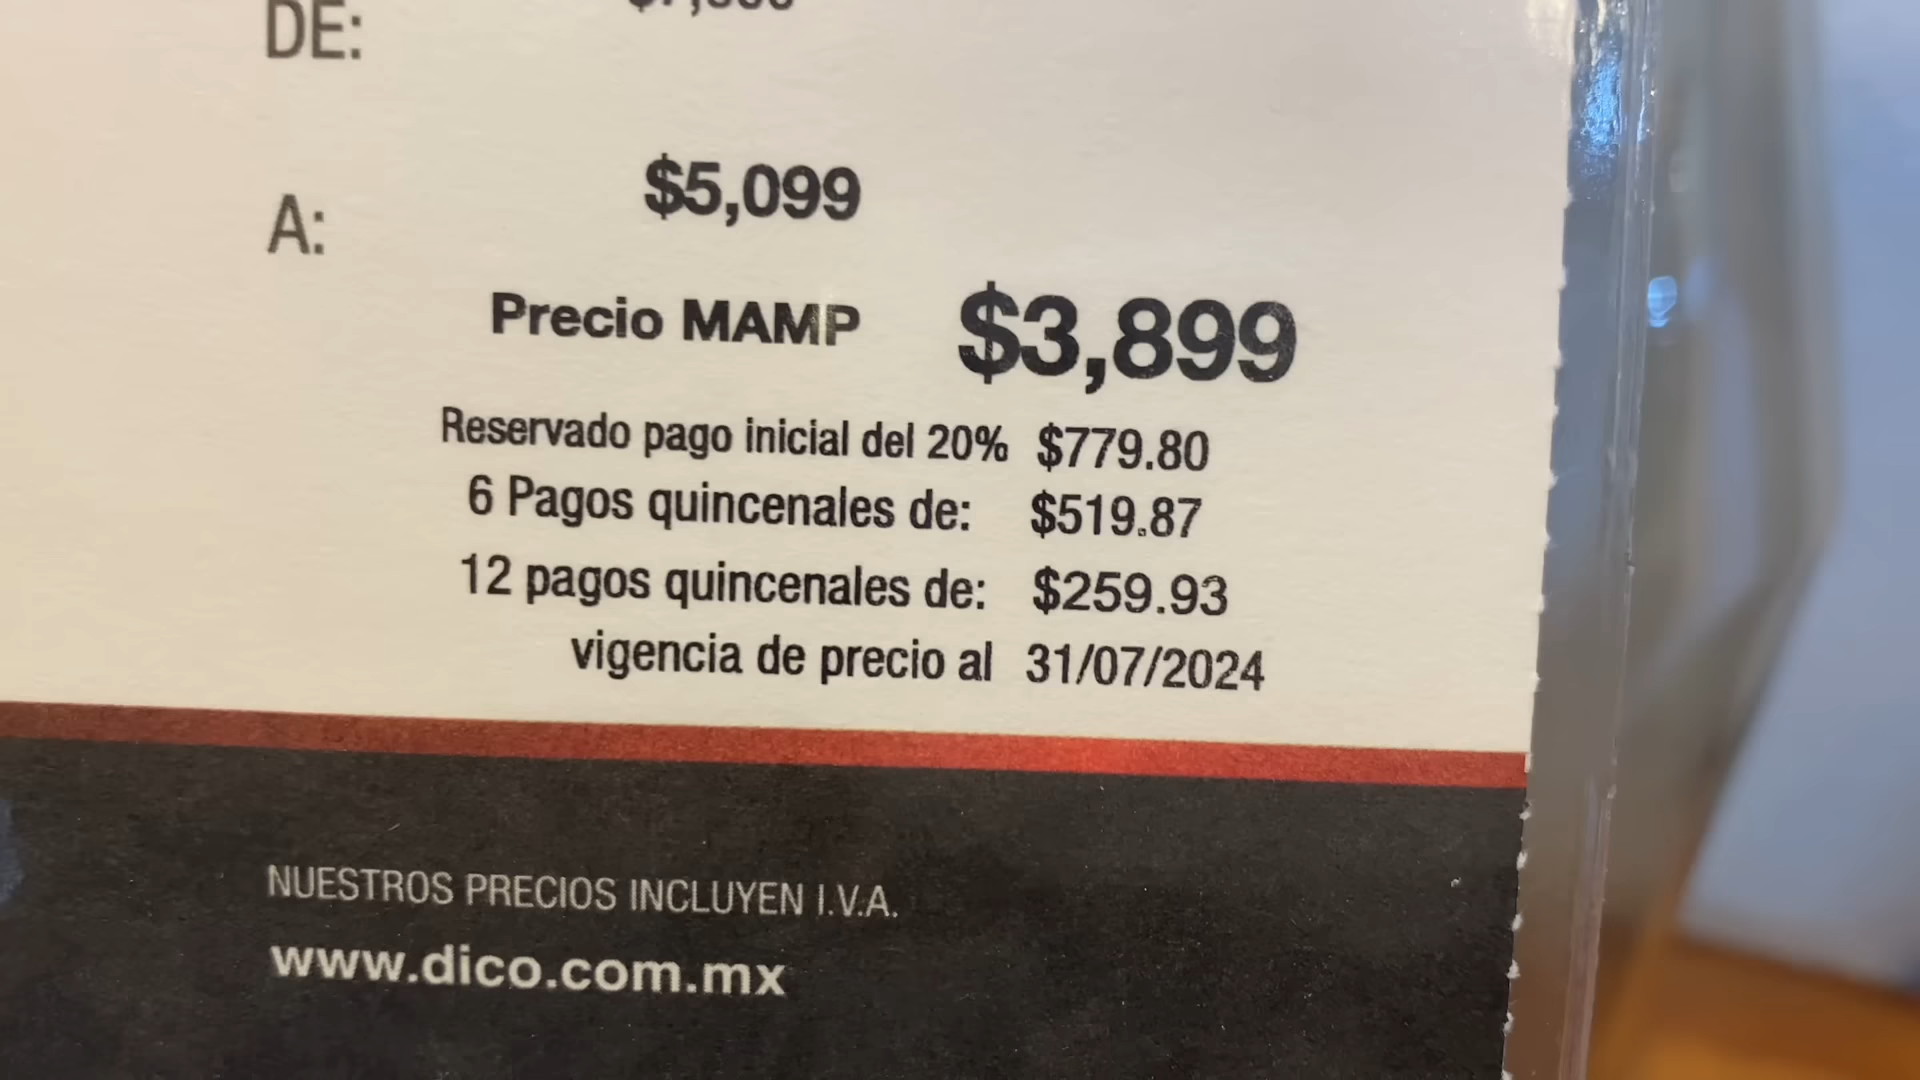 DE:
A:
$5,099
Precio MAMP $3,899
Reservado pago inicial del 20% $779.80
6 Pagos quincenales de: $519.87
12 pagos quincenales de: $259.93
vigencia de precio al 31/07/2024
NUESTROS PRECIOS INCLUYEN I.V.A.
www.dico.com.mx